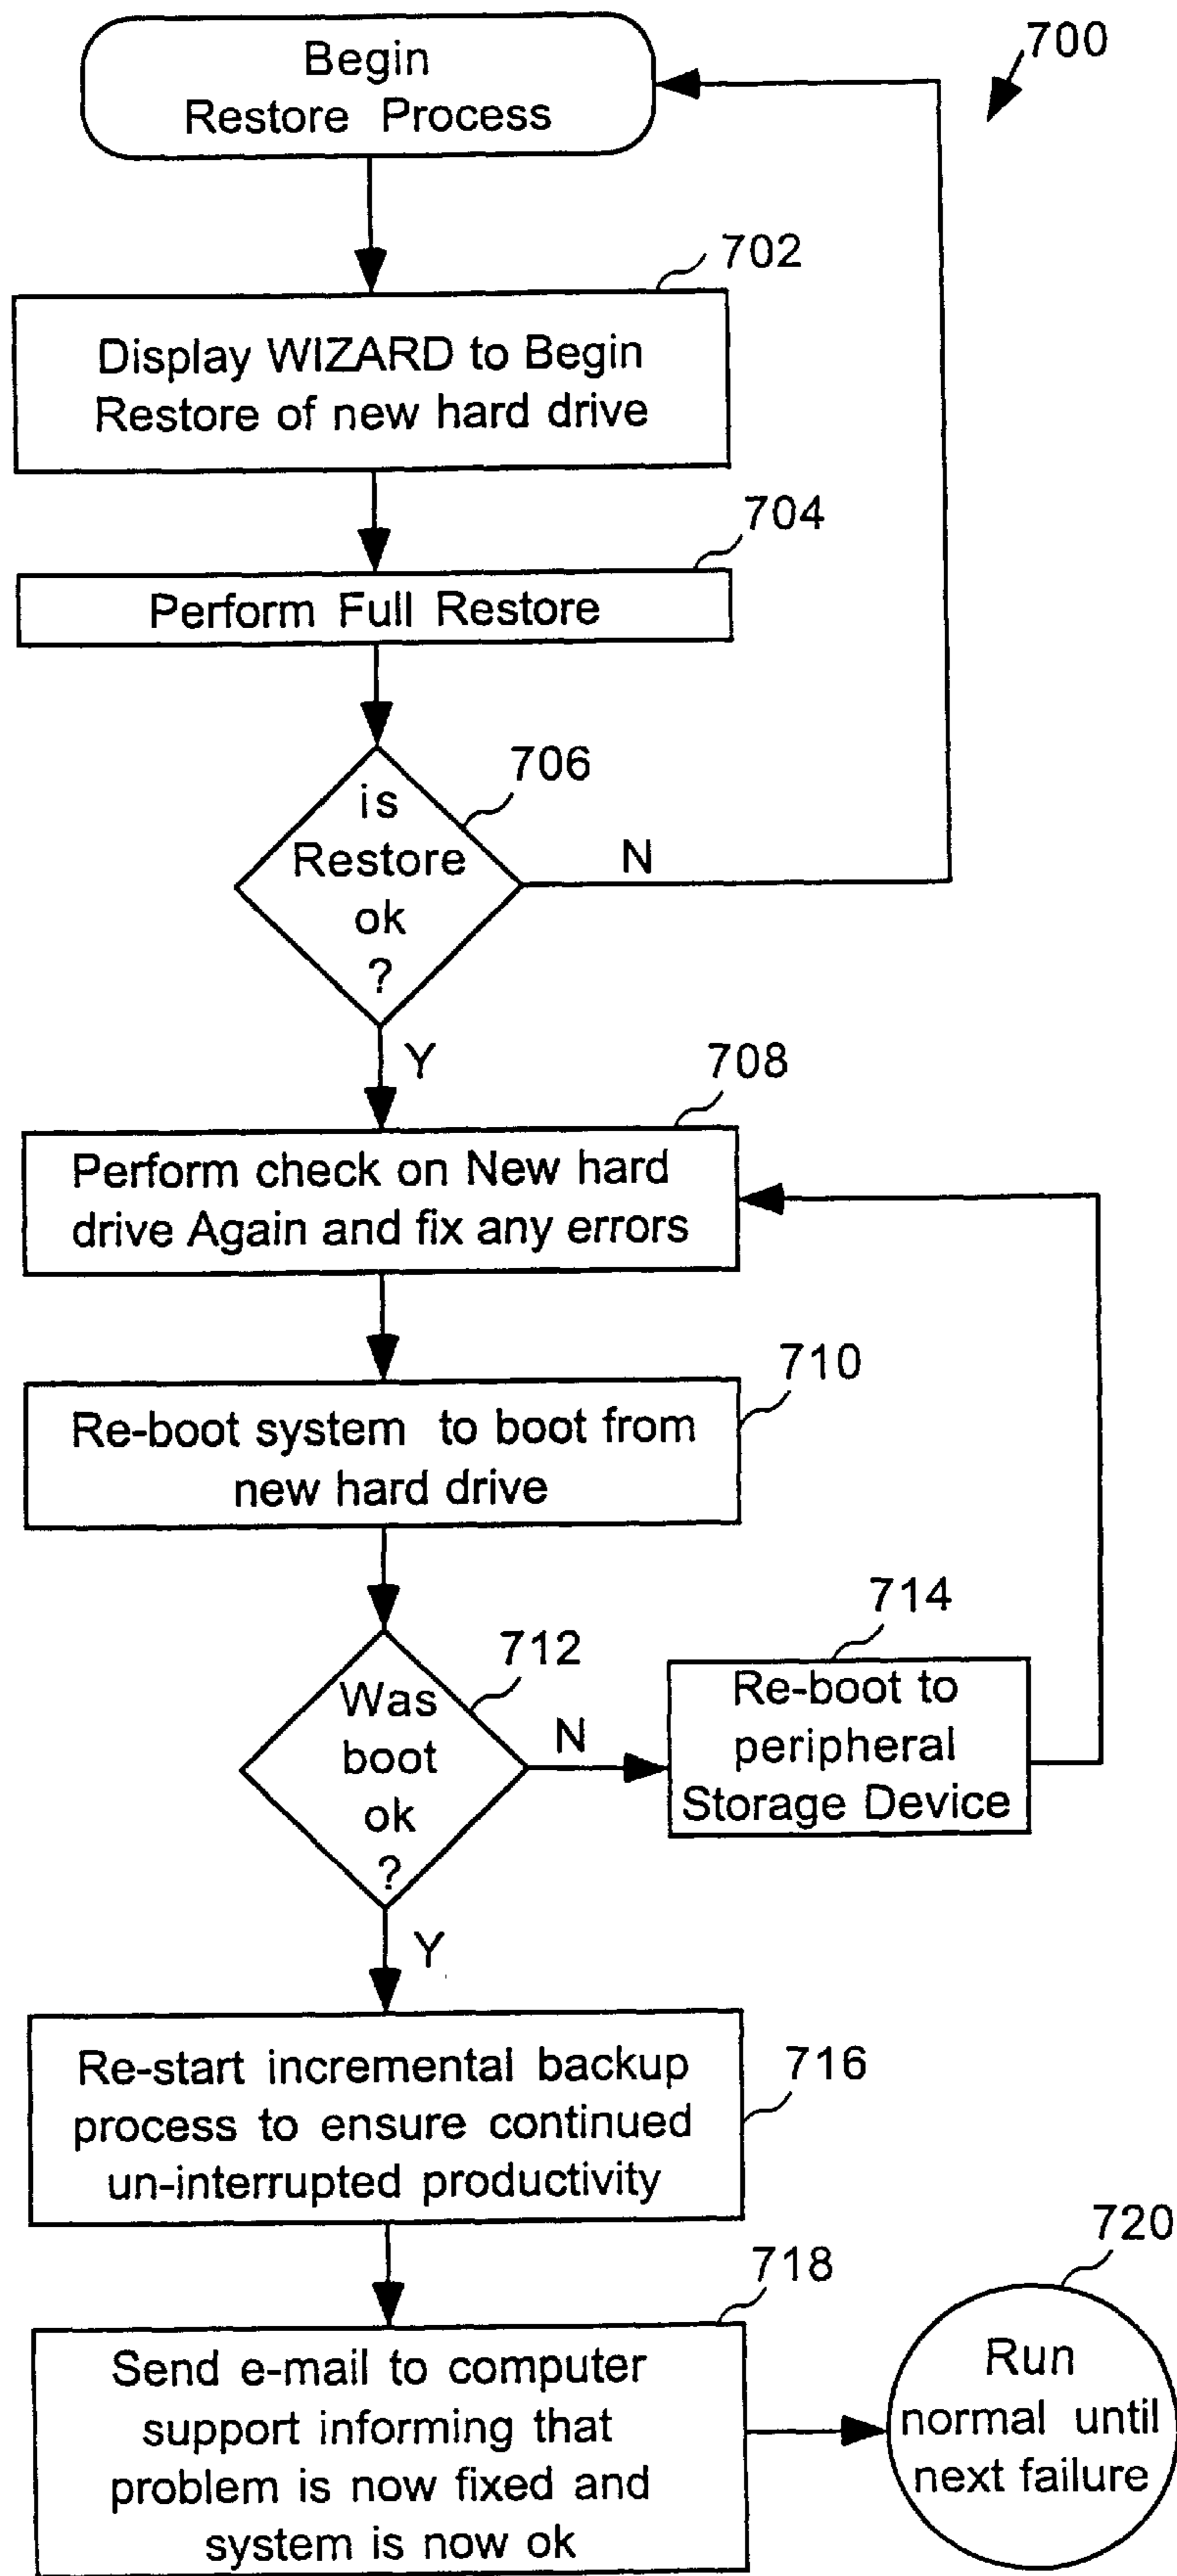 Begin
Restore Process
700
702
Display WIZARD to Begin
Restore of new hard drive
704
Perform Full Restore
706
is
Restore
ok
?
N
Y
708
Perform check on New hard
drive Again and fix any errors
710
Re-boot system to boot from
new hard drive
712
Was
boot
ok
?
N
714
Re-boot to
peripheral
Storage Device
Y
716
Re-start incremental backup
process to ensure continued
un-interrupted productivity
718
Send e-mail to computer
support informing that
problem is now fixed and
system is now ok
720
Run
normal until
next failure